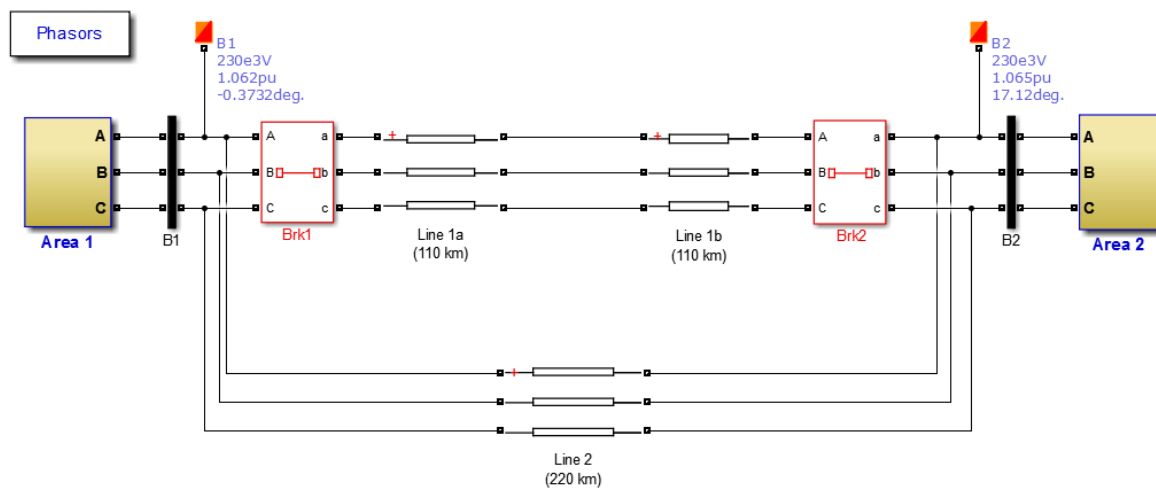 Phasors
B1
230e3V
1.062pu
-0.3732deg.
B2
230e3V
1.065pu
17.12deg.
A
B
C
Area 1
B1
A
B
C
a
b
c
Brk1
+
Line 1a
(110 km)
+
Line 1b
(110 km)
A
B
C
a
b
c
Brk2
B2
A
B
C
Area 2
+
Line 2
(220 km)